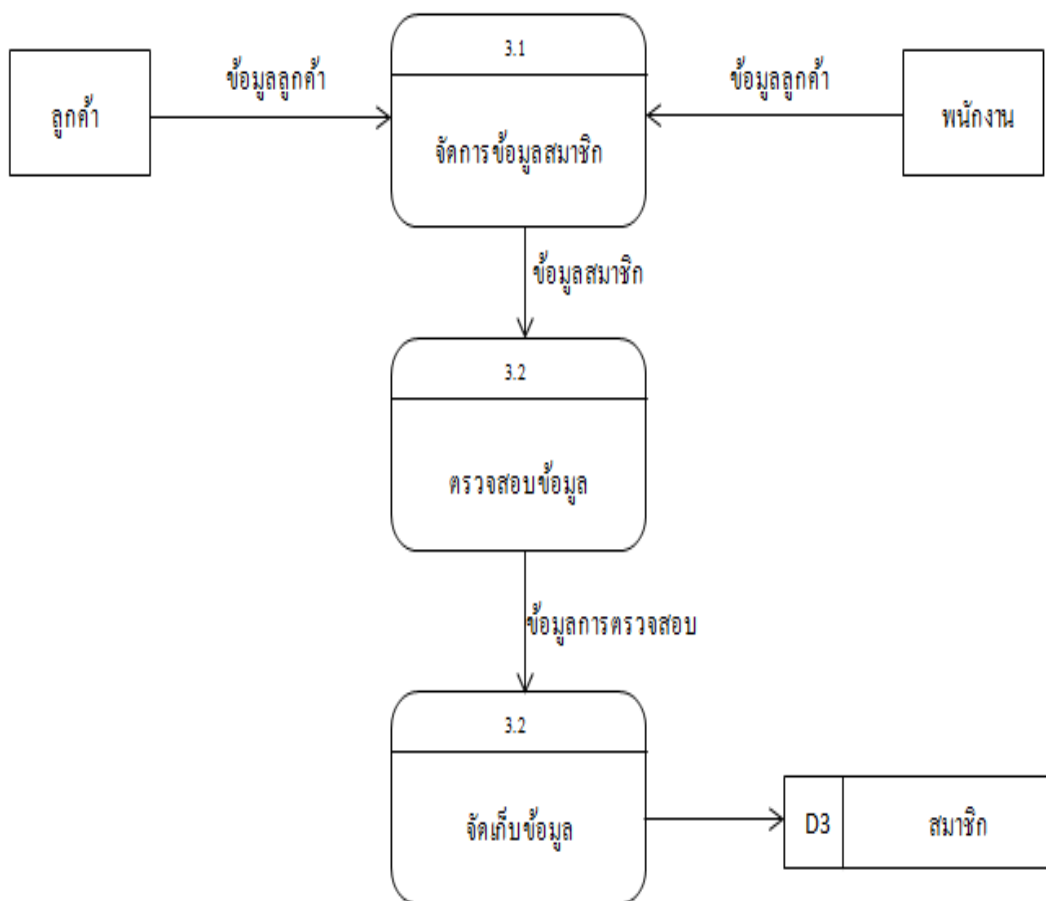 3.1
ข้อมูลลูกค้า
ข้อมูลลูกค้า
ลูกค้า
พนักงาน
จัดการข้อมูลสมาชิก
ข้อมูลสมาชิก
3.2
ตรวจสอบข้อมูล
ข้อมูลการตรวจสอบ
3.2
จัดเก็บข้อมูล
D3
สมาชิก